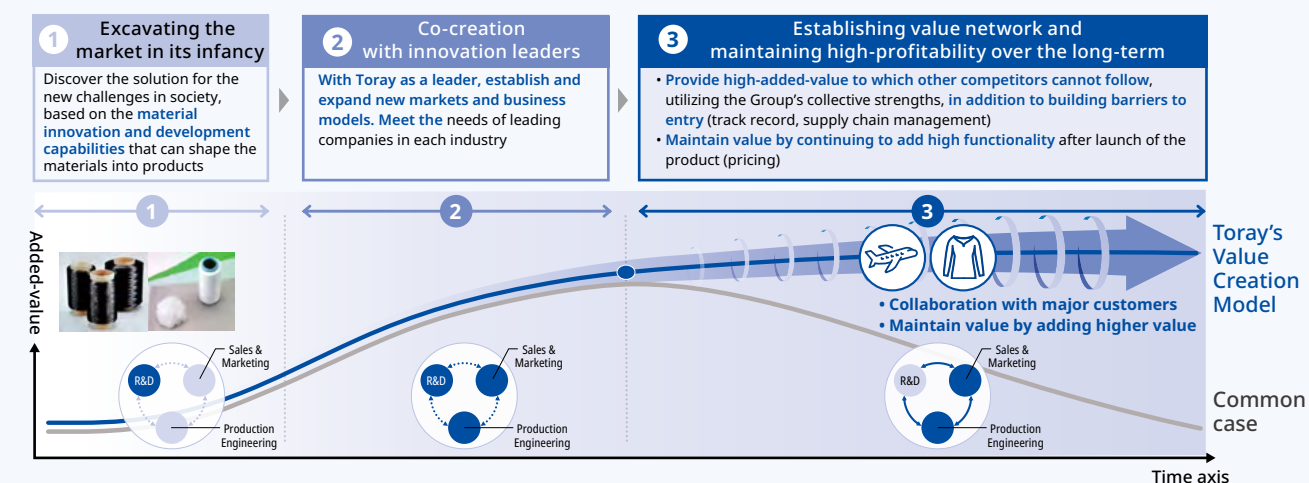 1
Excavating the
market in its infancy
Discover the solution for the
new challenges in society,
based on the material
innovation and development
capabilities that can shape the
materials into products
2
Co-creation
with innovation leaders
With Toray as a leader, establish and
expand new markets and business
models. Meet the needs of leading
companies in each industry
3
Establishing value network and
maintaining high-profitability over the long-term
• Provide high-added-value to which other competitors cannot follow,
utilizing the Group's collective strengths, in addition to building barriers to
entry (track record, supply chain management)
• Maintain value by continuing to add high functionality after launch of the
product (pricing)
1
2
3
Added-value
Toray's
Value
Creation
Model
• Collaboration with major customers
• Maintain value by adding higher value
R&D
Sales &
Marketing
Production
Engineering
R&D
Sales &
Marketing
Production
Engineering
R&D
Sales &
Marketing
Production
Engineering
Common
case
Time axis